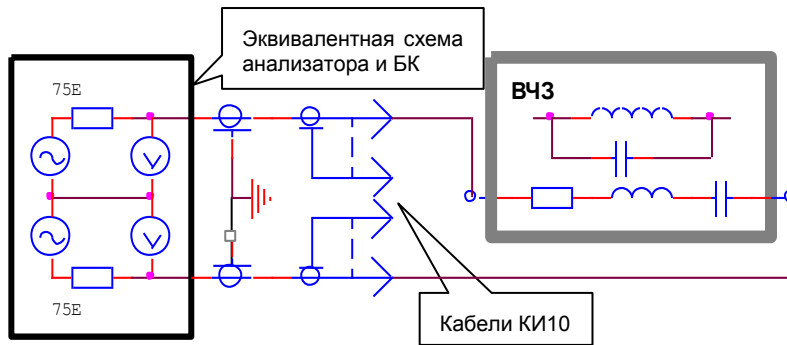 Эквивалентная схема
анализатора и БК
75E
ВЧЗ
75E
Кабели КИ10